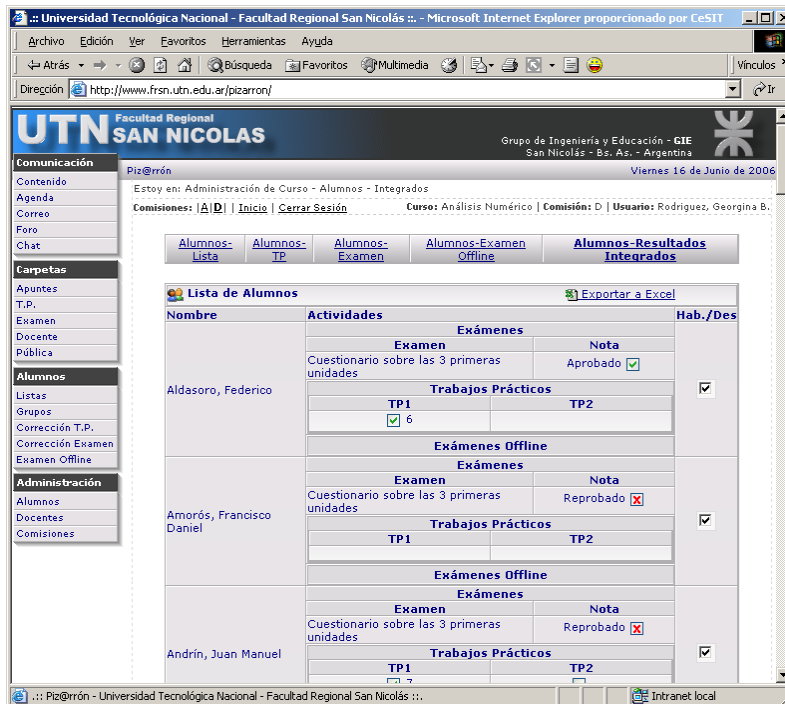 .:: Universidad Tecnológica Nacional - Facultad Regional San Nicolás ::. - Microsoft Internet Explorer proporcionado por CeSIT
Archivo Edición Ver Favoritos Herramientas Ayuda
Atrás Búsqueda Favoritos Multimedia Vínculos
Dirección http://www.frsn.utn.edu.ar/pizarron/ Ir
UTN Facultad Regional SAN NICOLAS
Grupo de Ingeniería y Educación - GIE
San Nicolás - Bs. As. - Argentina
Piz@rrón Viernes 16 de Junio de 2006
Estoy en: Administración de Curso - Alumnos - Integrados
Comisiones: |A|D| | Inicio | Cerrar Sesión Curso: Análisis Numérico | Comisión: D | Usuario: Rodriguez, Georgina B.
Comunicación
Contenido
Agenda
Correo
Foro
Chat
Carpetas
Apuntes
T.P.
Examen
Docente
Pública
Alumnos
Listas
Grupos
Corrección T.P.
Corrección Examen
Examen Offline
Administración
Alumnos
Docentes
Comisiones
Alumnos-Lista Alumnos-TP Alumnos-Examen Alumnos-Examen Offline Alumnos-Resultados Integrados
Lista de Alumnos Exportar a Excel
Nombre Actividades Hab./Des
Exámenes
Examen Nota
Cuestionario sobre las 3 primeras unidades Aprobado
Aldasoro, Federico
Trabajos Prácticos
TP1 TP2
6
Exámenes Offline
Exámenes
Examen Nota
Cuestionario sobre las 3 primeras unidades Reprobado
Amorós, Francisco Daniel
Trabajos Prácticos
TP1 TP2
Exámenes Offline
Exámenes
Examen Nota
Cuestionario sobre las 3 primeras unidades Reprobado
Andrín, Juan Manuel
Trabajos Prácticos
TP1 TP2
7
.:: Piz@rrón - Universidad Tecnológica Nacional - Facultad Regional San Nicolás ::. Intranet local